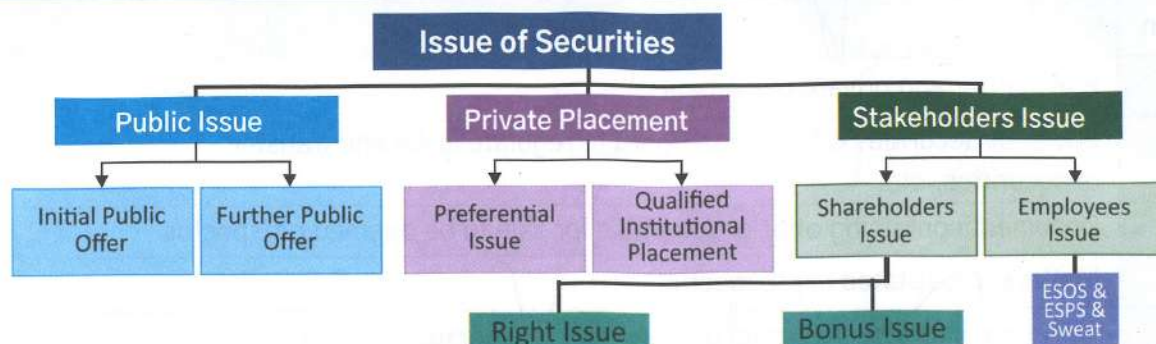 Issue of Securities
Public Issue
Private Placement
Stakeholders Issue
Initial Public
Offer
Further Public
Offer
Preferential
Issue
Qualified
Institutional
Placement
Shareholders
Issue
Employees
Issue
Right Issue
Bonus Issue
ESOS &
ESPS &
Sweat